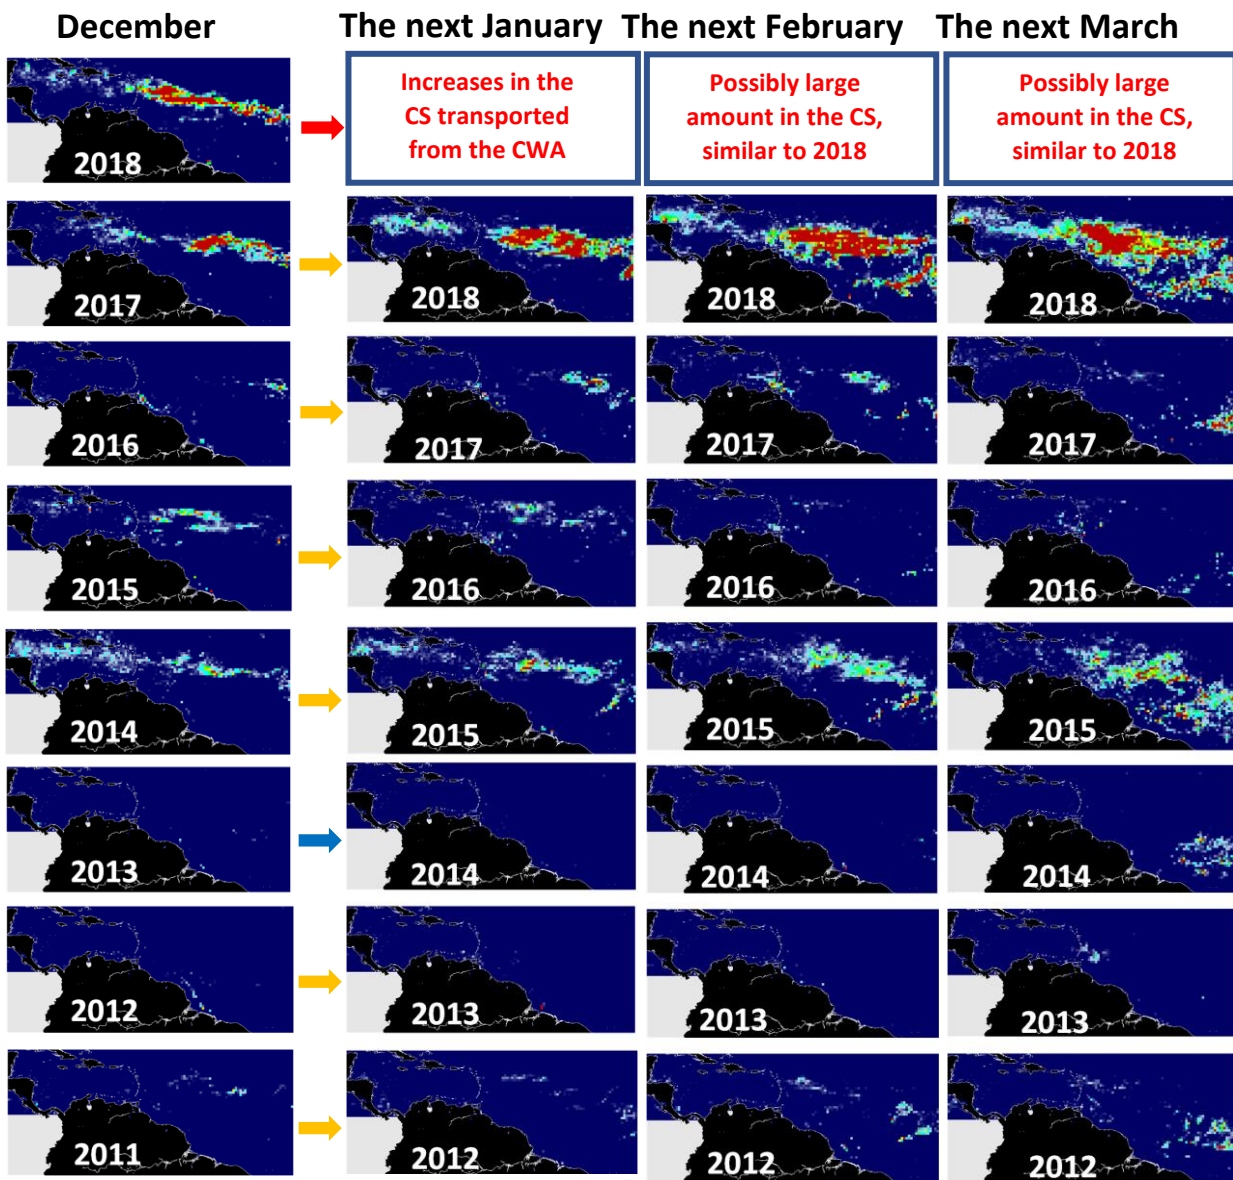 December The next January The next February The next March
2018
Increases in the
CS transported
from the CWA
Possibly large
amount in the CS,
similar to 2018
Possibly large
amount in the CS,
similar to 2018
2017 2018 2018 2018
2016 2017 2017 2017
2015 2016 2016 2016
2014 2015 2015 2015
2013 2014 2014 2014
2012 2013 2013 2013
2011 2012 2012 2012